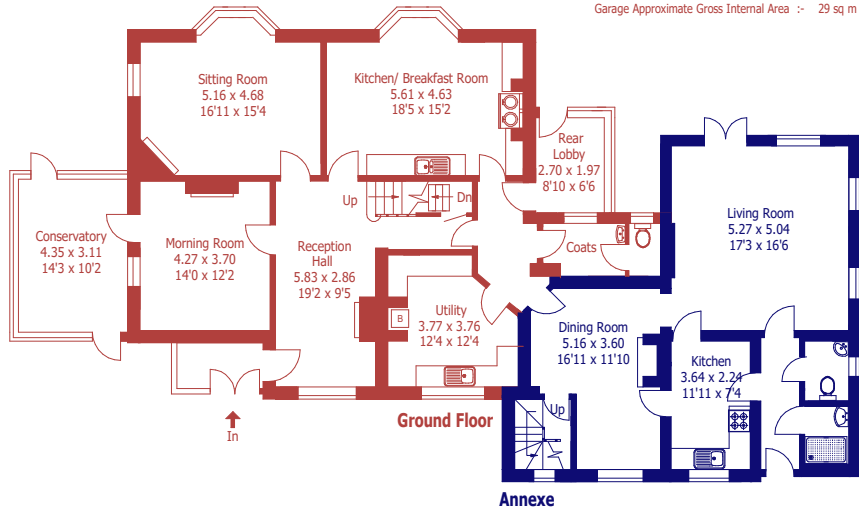 Garage Approximate Gross Internal Area :- 29 sq m
Sitting Room
5.16 x 4.68
16'11 x 15'4
Kitchen/ Breakfast Room
5.61 x 4.63
18'5 x 15'2
Rear
Lobby
2.70 x 1.97
8'10 x 6'6
Living Room
5.27 x 5.04
17'3 x 16'6
Up
Dn
Conservatory
4.35 x 3.11
14'3 x 10'2
Morning Room
4.27 x 3.70
14'0 x 12'2
Reception
Hall
5.83 x 2.86
19'2 x 9'5
Coats
B
Utility
3.77 x 3.76
12'4 x 12'4
Dining Room
5.16 x 3.60
16'11 x 11'10
Kitchen
3.64 x 2.24
11'11 x 7'4
Up
In
Ground Floor
Annexe